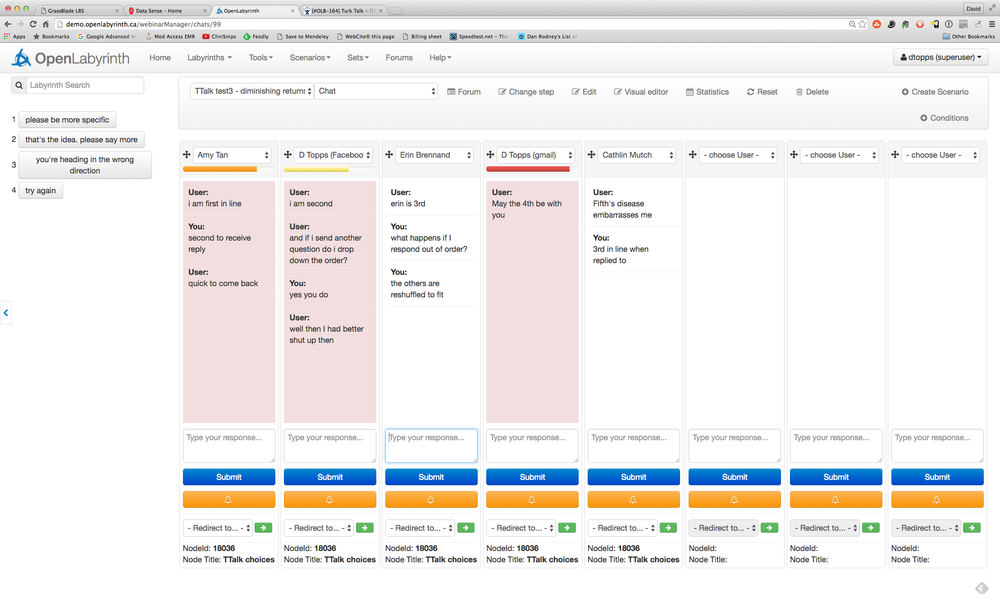 GrassBlade LRS
Data Sense - Home
OpenLabyrinth
[#OLB-164] Turk Talk - IT
David
demo.openlabyrinth.ca/webinarManager/chats/99
Apps
Bookmarks
Google Advanced Im
Med Access EMR
CliniSnips
Feedly
Save to Mendeley
WebCite® this page
Billing sheet
Speedtest.net - The
Dan Rodney's List of
Other Bookmarks
OpenLabyrinth
Home
Labyrinths
Tools
Scenarios
Sets
Forums
Help
dtopps (superuser)
Labyrinth Search
1 please be more specific
2 that's the idea. please say more
3 you're heading in the wrong
direction
4 try again
TTalk test3 - diminishing returns
Chat
Forum
Change step
Edit
Visual editor
Statistics
Reset
Delete
Create Scenario
Conditions
Amy Tan
User:
i am first in line
You:
second to receive
reply
User:
quick to come back
Type your response...
Submit
- Redirect to... -
NodeId: 18036
Node Title: TTalk choices
D Topps (Faceboo
User:
i am second
User:
and if i send another
question do i drop
down the order?
You:
yes you do
User:
well then I had better
shut up then
Type your response...
Submit
- Redirect to... -
NodeId: 18036
Node Title: TTalk choices
Erin Brennand
User:
erin is 3rd
You:
what happens if I
respond out of order?
You:
the others are
reshuffled to fit
Type your response...
Submit
- Redirect to... -
NodeId: 18036
Node Title: TTalk choices
D Topps (gmail)
User:
May the 4th be with
you
Type your response...
Submit
- Redirect to... -
NodeId: 18036
Node Title: TTalk choices
Cathlin Mutch
User:
Fifth's disease
embarrasses me
You:
3rd in line when
replied to
Type your response...
Submit
- Redirect to... -
NodeId: 18036
Node Title: TTalk choices
- choose User -
Type your response...
Submit
- Redirect to... -
NodeId:
Node Title:
- choose User -
Type your response...
Submit
- Redirect to... -
NodeId:
Node Title:
- choose User -
Type your response...
Submit
- Redirect to... -
NodeId:
Node Title: